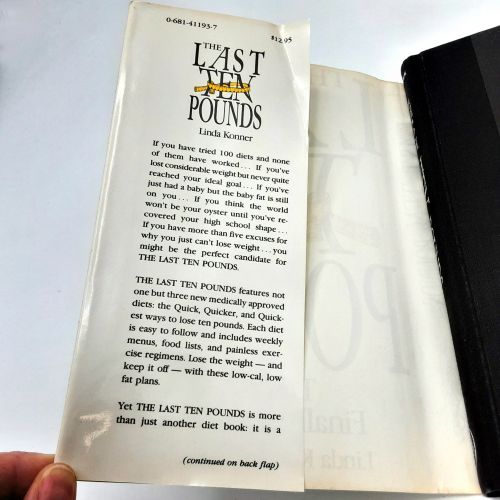 0-681-41193-7
$12.95
THE
LAST
TEN
POUNDS
Linda Konner
If you have tried 100 diets and none
of them have worked... If you've
lost considerable weight but never quite
reached your ideal goal... If you've
just had a baby but the baby fat is still
on you... If you think the world
won't be your oyster until you've re-
covered your high school shape...
If you have more than five excuses for
why you just can't lose weight...you
might be the perfect candidate for
THE LAST TEN POUNDS.
THE LAST TEN POUNDS features not
one but three new medically approved
diets: the Quick, Quicker, and Quick-
est ways to lose ten pounds. Each diet
is easy to follow and includes weekly
menus, food lists, and painless exer-
cise regimens. Lose the weight — and
keep it off — with these low-cal, low
fat plans.
Yet THE LAST TEN POUNDS is more
than just another diet book: it is a
(continued on back flap)